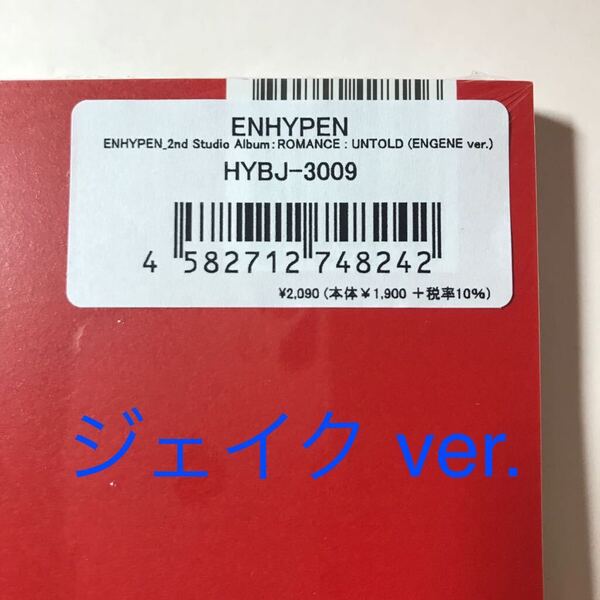 ENHYPEN
ENHYPEN_2nd Studio Album:ROMANCE : UNTOLD (ENGENE ver.)
HYBJ-3009
4 582712 748242
¥2,090 (本体¥1,900 +税率10%)
ジェイク ver.